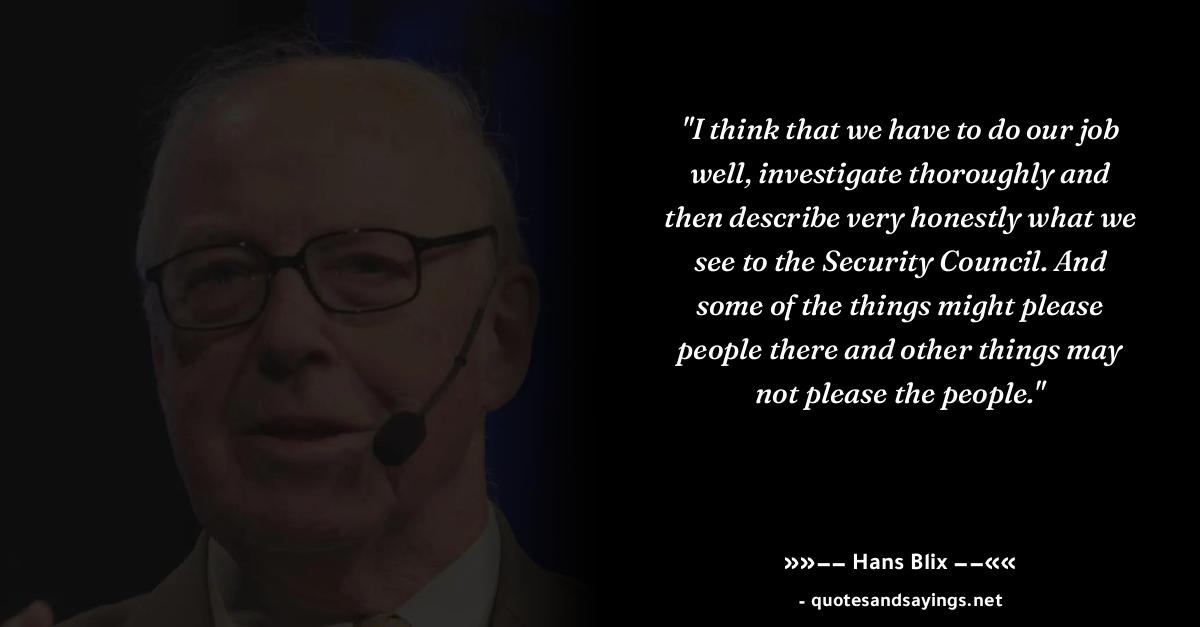 "I think that we have to do our job
well, investigate thoroughly and
then describe very honestly what we
see to the Security Council. And
some of the things might please
people there and other things may
not please the people."
»»−− Hans Blix −−««
- quotesandsayings.net